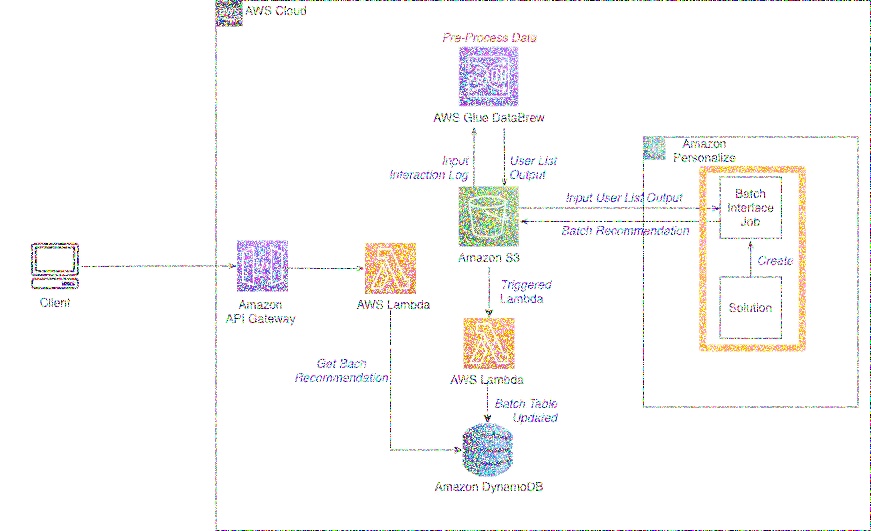 AWS Cloud
Pre-Process Data
AWS Glue DataBrew
Input
Interaction Log
User List
Output
Amazon
Personalize
Input User List Output
Batch
Interface
Job
Batch Recommendation
Amazon S3
Create
Client
Amazon
API Gateway
AWS Lambda
Triggered
Lambda
Solution
Get Bach
Recommendation
AWS Lambda
Batch Table
Updated
Amazon DynamoDB